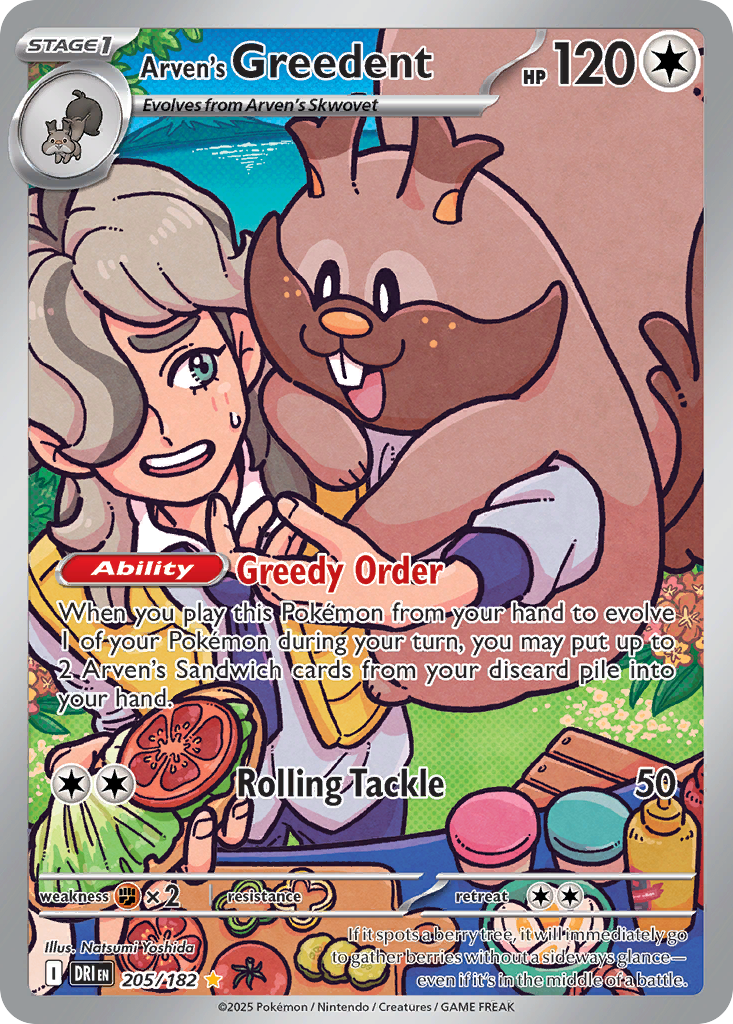 STAGE1
Arven's Greedent
HP 120
Evolves from Arven's Skwovet
Ability Greedy Order
When you play this Pokémon from your hand to evolve
1 of your Pokémon during your turn, you may put up to
2 Arven's Sandwich cards from your discard pile into
your hand.
Rolling Tackle 50
weakness ×2 resistance retreat
Illus. Natsumi Yoshida
If it spots a berry tree, it will immediately go
to gather berries without a sideways glance—
even if it's in the middle of a battle.
I DRI EN 205/182
©2025 Pokémon / Nintendo / Creatures / GAME FREAK